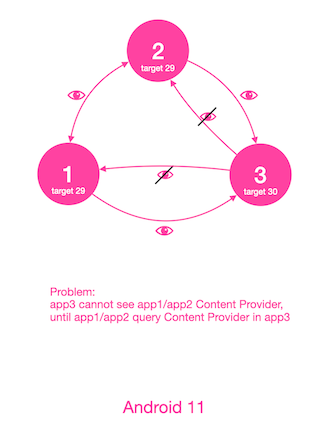 2
target 29
1
target 29
3
target 30
Problem:
app3 cannot see app1/app2 Content Provider,
until app1/app2 query Content Provider in app3
Android 11